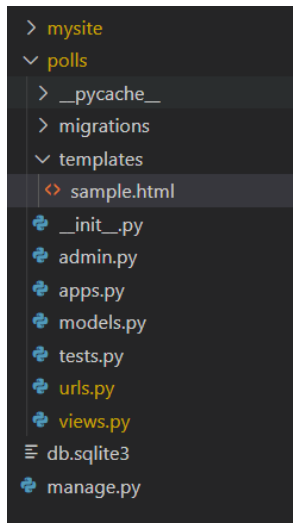 mysite
polls
__pycache__
migrations
templates
sample.html
__init__.py
admin.py
apps.py
models.py
tests.py
urls.py
views.py
db.sqlite3
manage.py